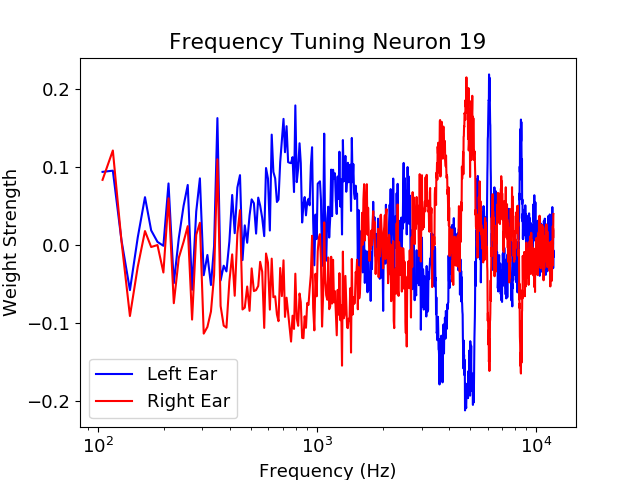 Frequency Tuning Neuron 19
Weight Strength
0.2
0.1
0.0
−0.1
−0.2
Left Ear
Right Ear
10² 10³ 10⁴
Frequency (Hz)